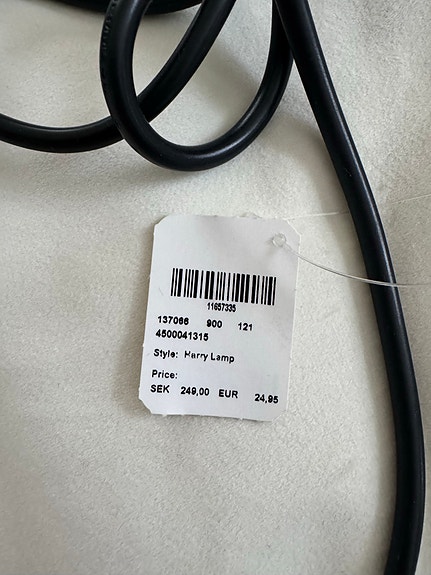 11657335
137066 900 121
4500041315
Style: Harry Lamp
Price:
SEK 249,00 EUR 24,95